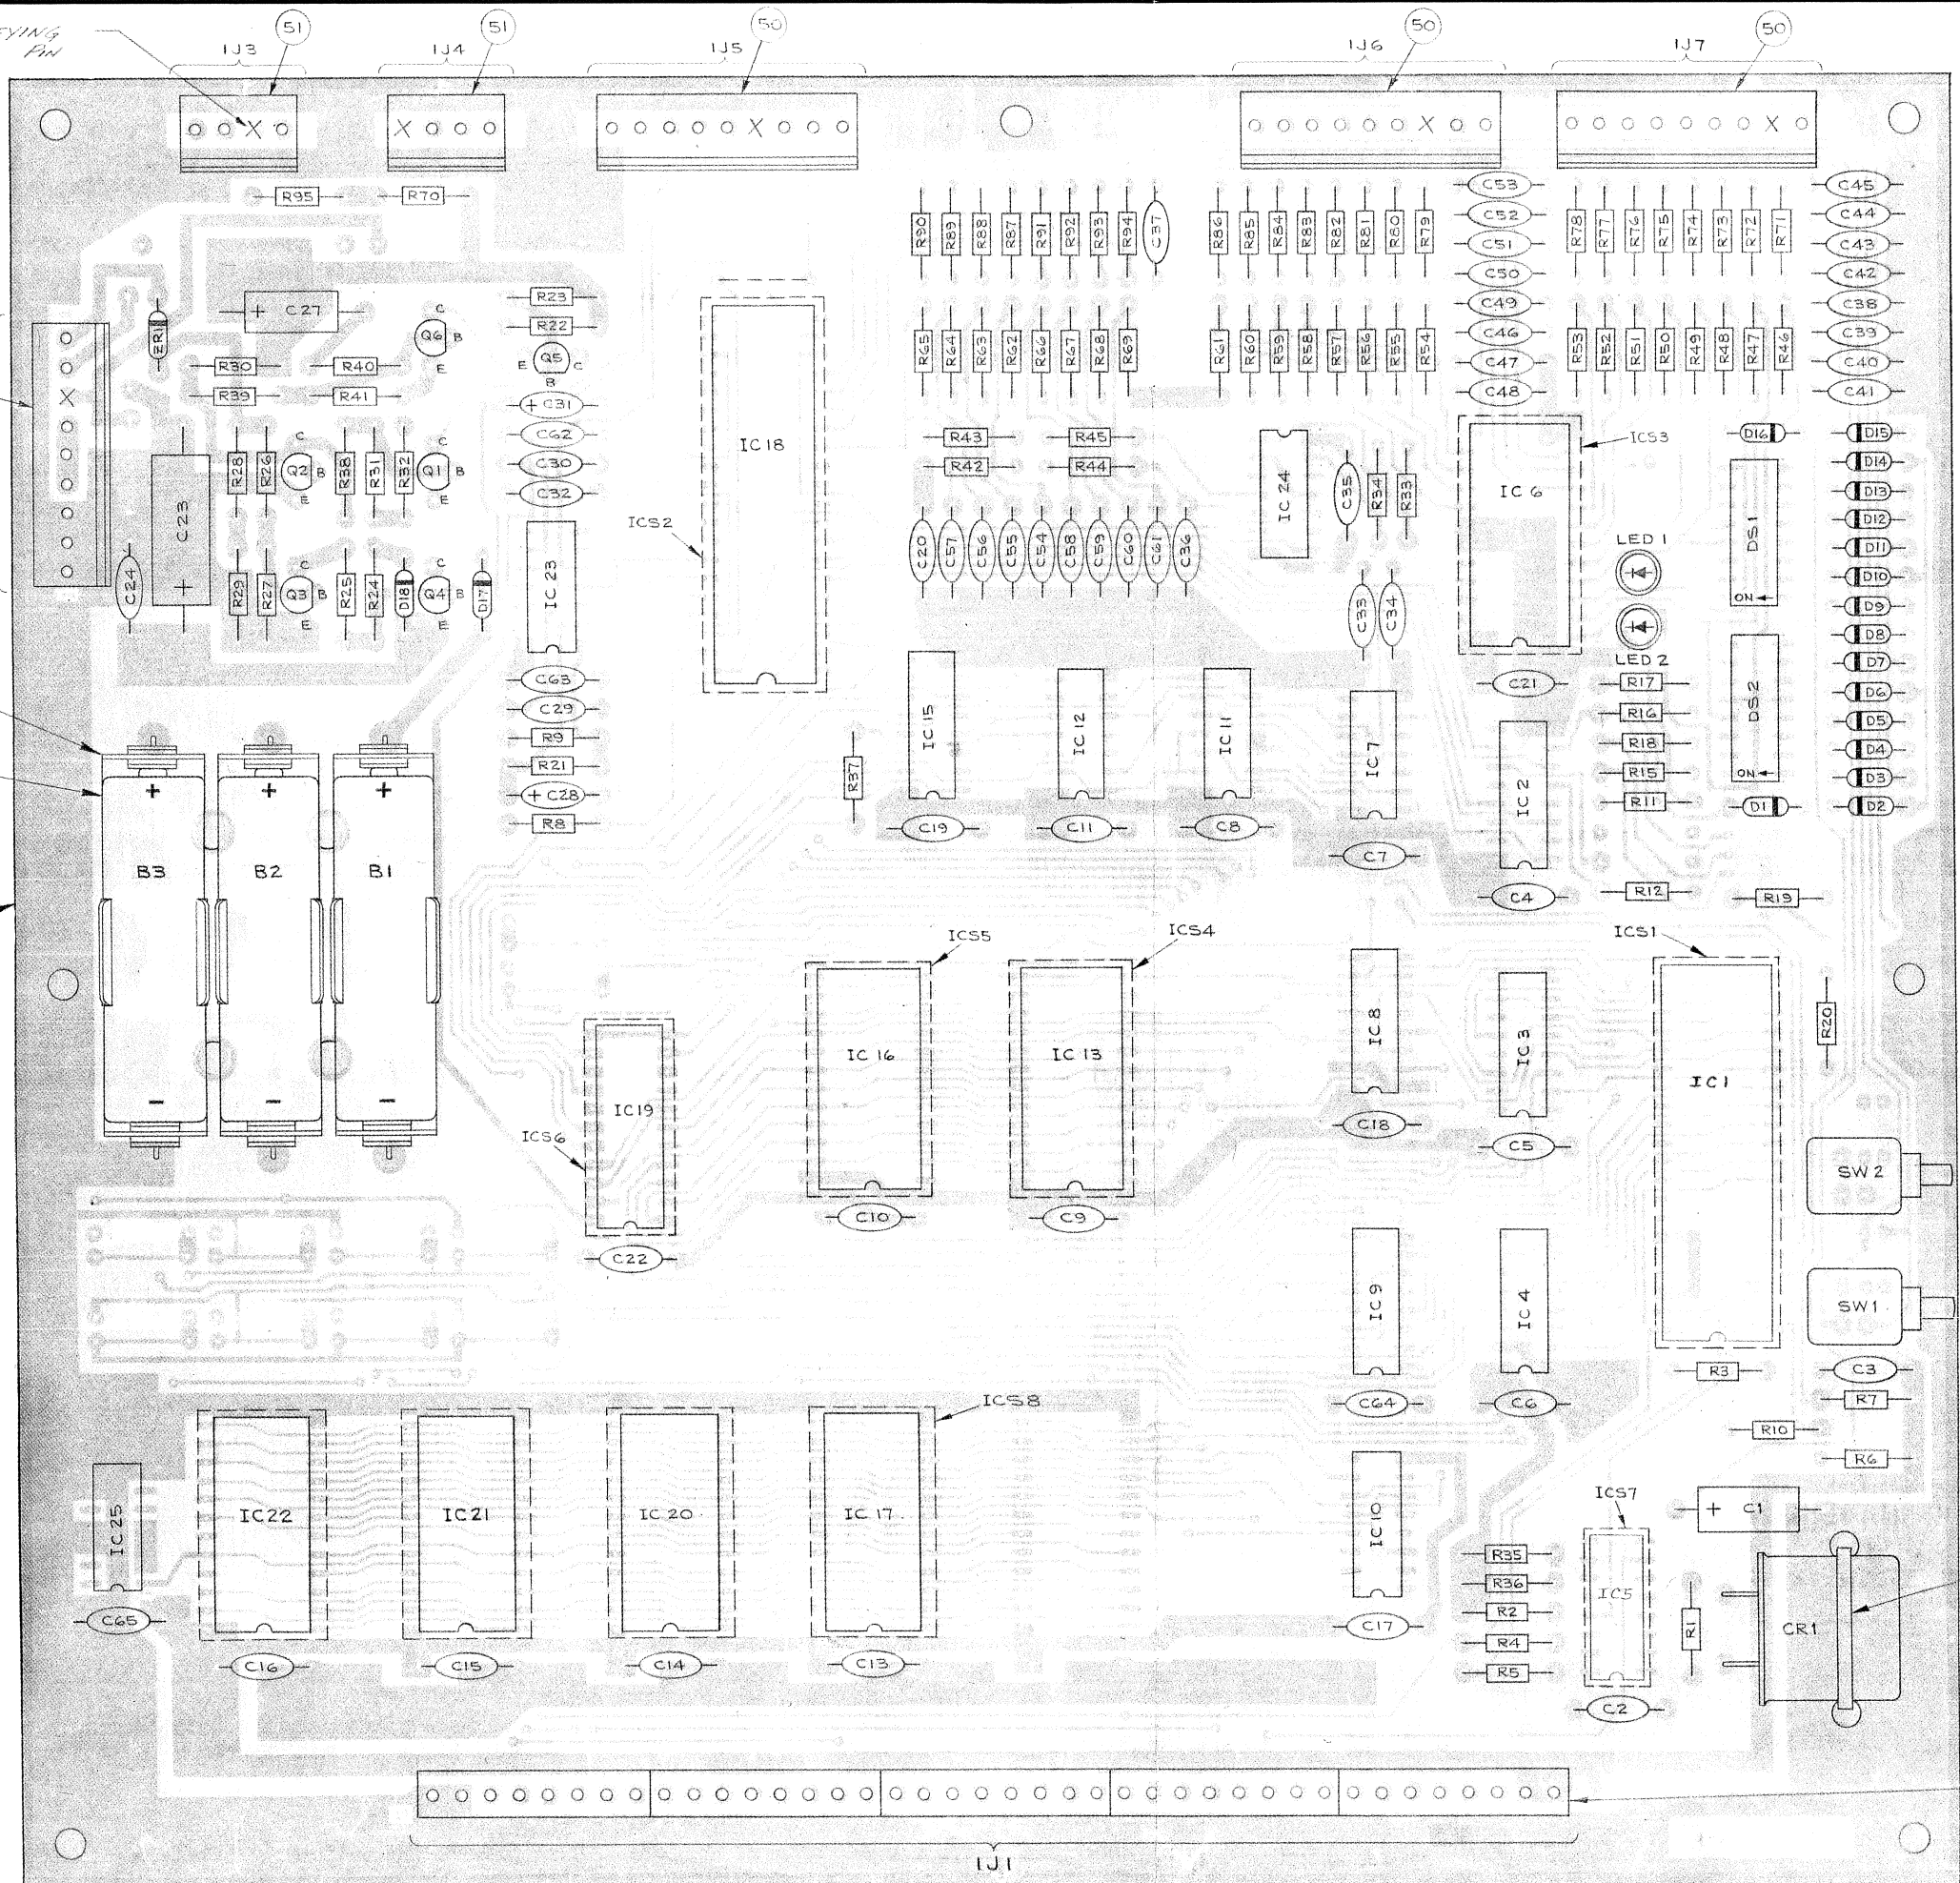 PIN
1J3
51
1J4
51
1J5
50
1J6
50
1J7
50
X
X
X
X
X
R95
R70
C53
C45
C52
C44
C51
C43
C50
C42
C49
C38
C46
C39
C47
C40
C48
C41
R90
R89
R88
R87
R91
R92
R93
R94
C37
R86
R85
R84
R83
R82
R81
R80
R79
R78
R77
R76
R75
R74
R73
R72
R71
R65
R64
R63
R62
R66
R67
R68
R69
R61
R60
R59
R58
R57
R56
R55
R54
R53
R52
R51
R50
R49
R48
R47
R46
ZR1
+ C27
C
Q6 B
E
R23
R22
E Q5 C
B
R30
R40
R39
R41
X
+ C31
C62
C30
C32
IC 18
R43
R45
R42
R44
IC 24
C35
R34
R33
IC 6
ICS3
D16
D15
D14
D13
D12
D11
D10
D9
D8
D7
D6
D5
D4
D3
D2
D1
DS1
ON
DS2
ON
LED 1
LED 2
R28
R26
C
Q2 B
E
R38
R31
R32
C
Q1 B
E
C23
+
C24
R29
R27
C
Q3 B
E
R25
R24
D18
C
Q4 B
E
D17
IC 23
ICS2
C20
C57
C56
C55
C54
C58
C59
C60
C61
C36
C33
C34
C63
C29
R9
R21
+ C28
R8
R37
IC 15
IC 12
IC 11
IC 7
IC 2
C21
R17
R16
R18
R15
R11
C19
C11
C8
C7
C4
R12
R19
+
+
+
B3
B2
B1
-
-
-
ICS5
ICS4
ICS1
IC 16
IC 13
IC 8
IC 3
IC 1
R20
IC19
ICS6
C18
C5
SW 2
C10
C9
C22
IC 9
IC 4
SW1
R3
C3
R7
R10
R6
C64
C6
ICS8
IC 25
IC22
IC21
IC 20
IC 17
IC10
ICS7
+ C1
R35
R36
R2
R4
R5
IC5
R1
CR1
C65
C16
C15
C14
C13
C17
C2
1J1